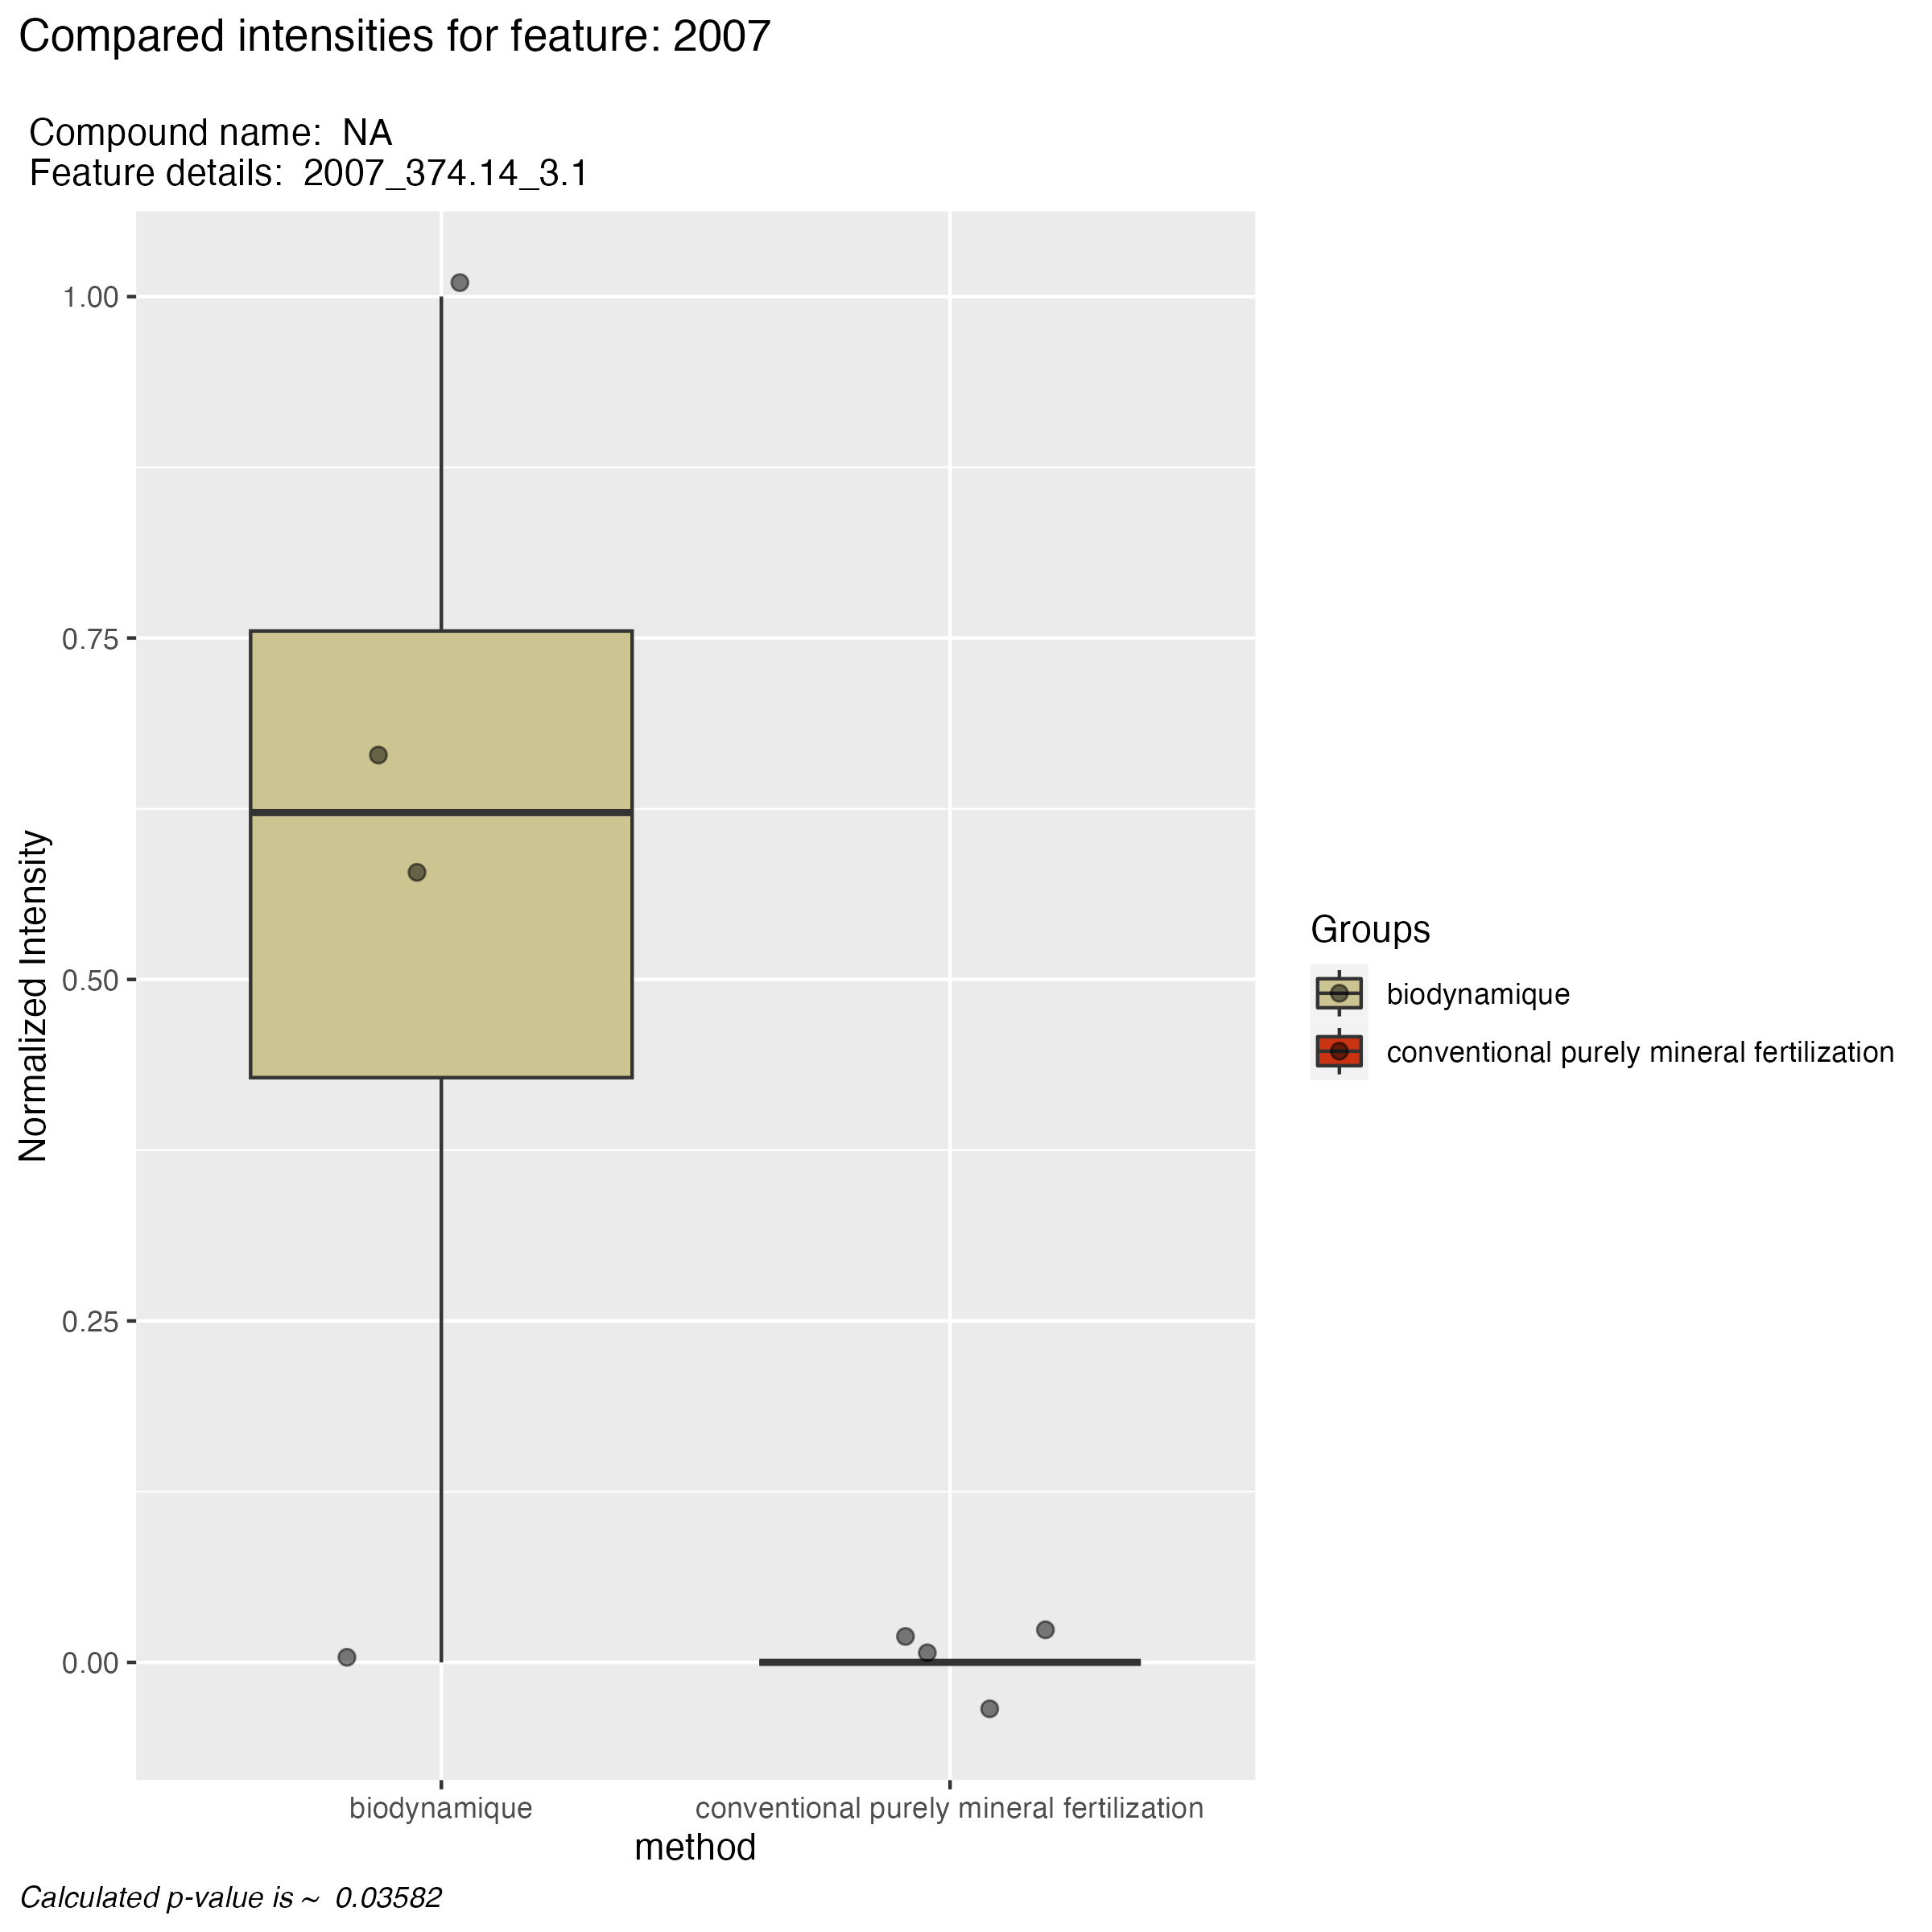 Compared intensities for feature: 2007
Compound name:  NA
Feature details:  2007_374.14_3.1
1.00
0.75
0.50
0.25
0.00
Normalized Intensity
biodynamique
conventional purely mineral fertilization
method
Groups
biodynamique
conventional purely mineral fertilization
Calculated p-value is ~  0.03582